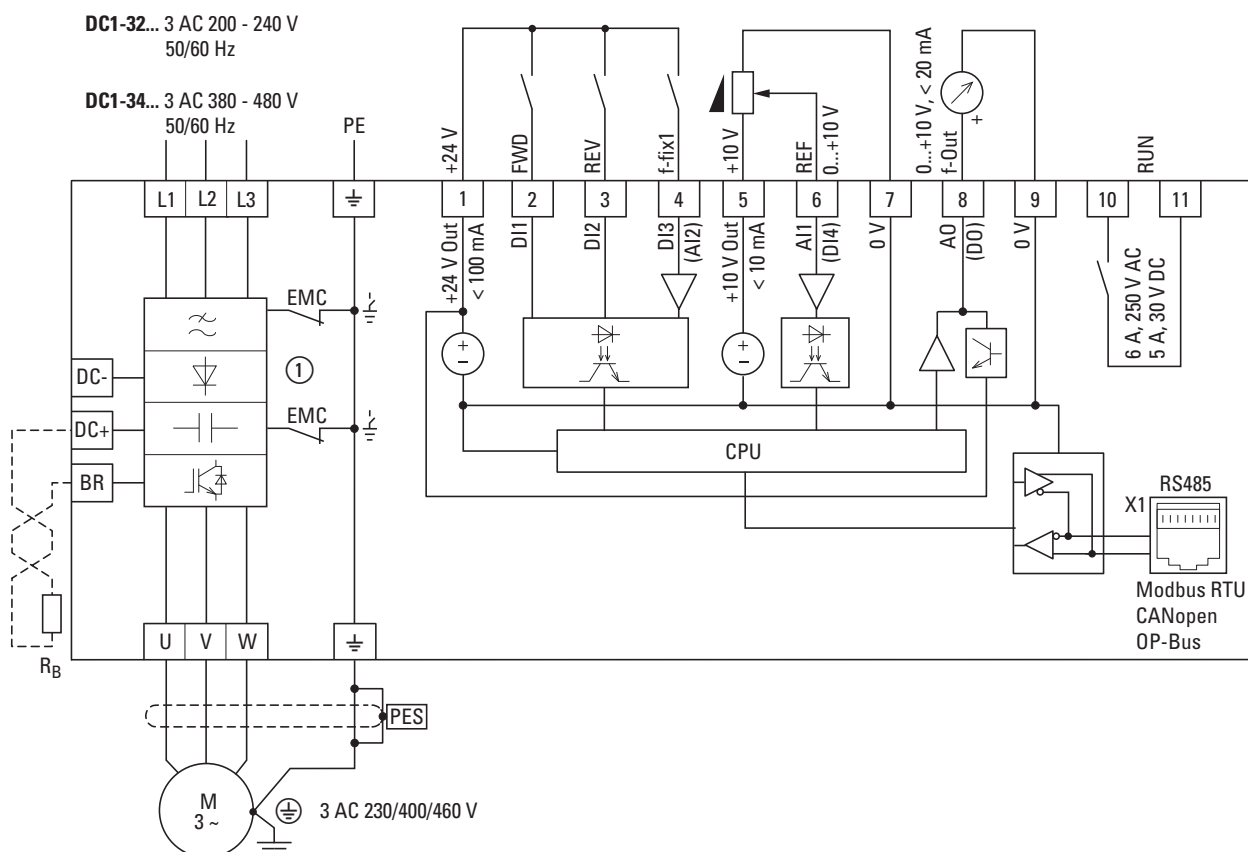 DC1-32... 3 AC 200 - 240 V
50/60 Hz
DC1-34... 3 AC 380 - 480 V
50/60 Hz
PE
+24 V
FWD
REV
f-fix1
+10 V
REF
0...+10 V
0...+10 V, < 20 mA
f-Out
+
RUN
L1 L2 L3
1 2 3 4 5 6 7 8 9 10 11
+24 V Out
< 100 mA
DI1
DI2
DI3
(AI2)
+10 V Out
< 10 mA
AI1
(DI4)
0 V
AO
(DO)
0 V
6 A, 250 V AC
5 A, 30 V DC
EMC
+
-
+
-
DC-
1
DC+
EMC
CPU
BR
RS485
X1
Modbus RTU
CANopen
OP-Bus
RB
U V W
PES
M
3 ~
3 AC 230/400/460 V